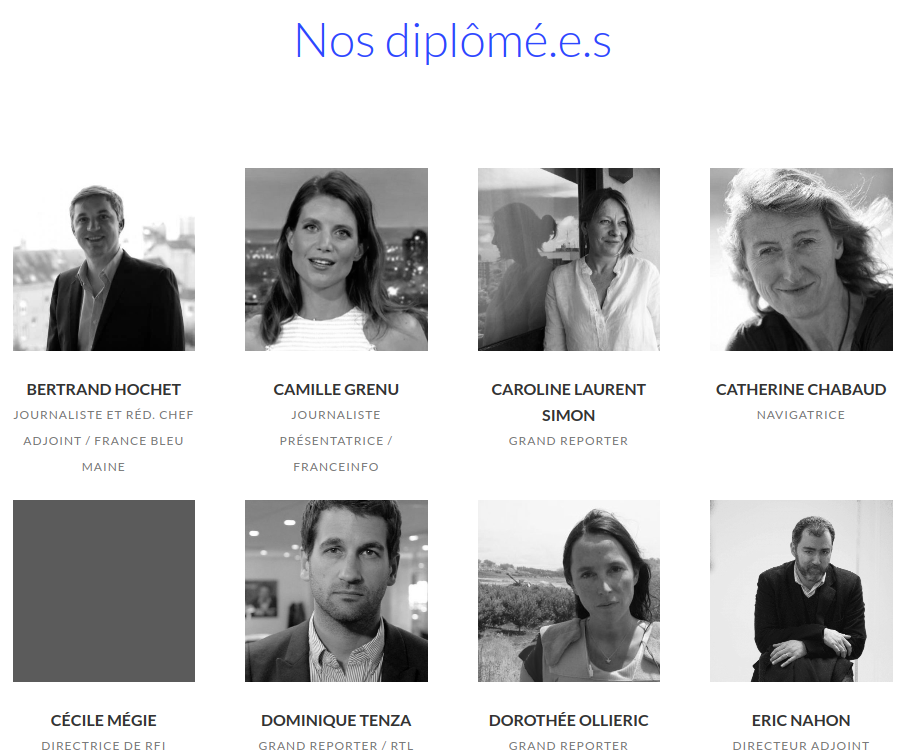 Nos diplômé.e.s
BERTRAND HOCHET
JOURNALISTE ET RÉD. CHEF
ADJOINT / FRANCE BLEU
MAINE
CAMILLE GRENU
JOURNALISTE
PRÉSENTATRICE /
FRANCEINFO
CAROLINE LAURENT
SIMON
GRAND REPORTER
CATHERINE CHABAUD
NAVIGATRICE
CÉCILE MÉGIE
DIRECTRICE DE RFI
DOMINIQUE TENZA
GRAND REPORTER / RTL
DOROTHÉE OLLIERIC
GRAND REPORTER
ERIC NAHON
DIRECTEUR ADJOINT